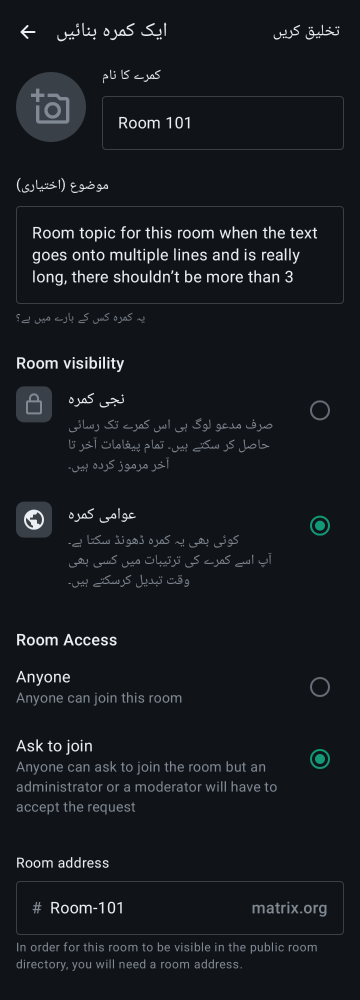 ایک کمرہ بنائیں
تخلیق کریں
کمرے کا نام
Room 101
موضوع (اختیاری)
Room topic for this room when the text
goes onto multiple lines and is really
long, there shouldn’t be more than 3
یہ کمرہ کس کے بارے میں ہے؟
Room visibility
نجی کمرہ
صرف مدعو لوگ ہی اس کمرے تک رسائی
حاصل کر سکتے ہیں۔ تمام پیغامات آخر تا
آخر مرموز کردہ ہیں۔
عوامی کمرہ
کوئی بھی یہ کمرہ ڈھونڈ سکتا ہے۔
آپ اسے کمرے کی ترتیبات میں کسی بھی
وقت تبدیل کرسکتے ہیں۔
Room Access
Anyone
Anyone can join this room
Ask to join
Anyone can ask to join the room but an
administrator or a moderator will have to
accept the request
Room address
# Room-101 matrix.org
In order for this room to be visible in the public room
directory, you will need a room address.